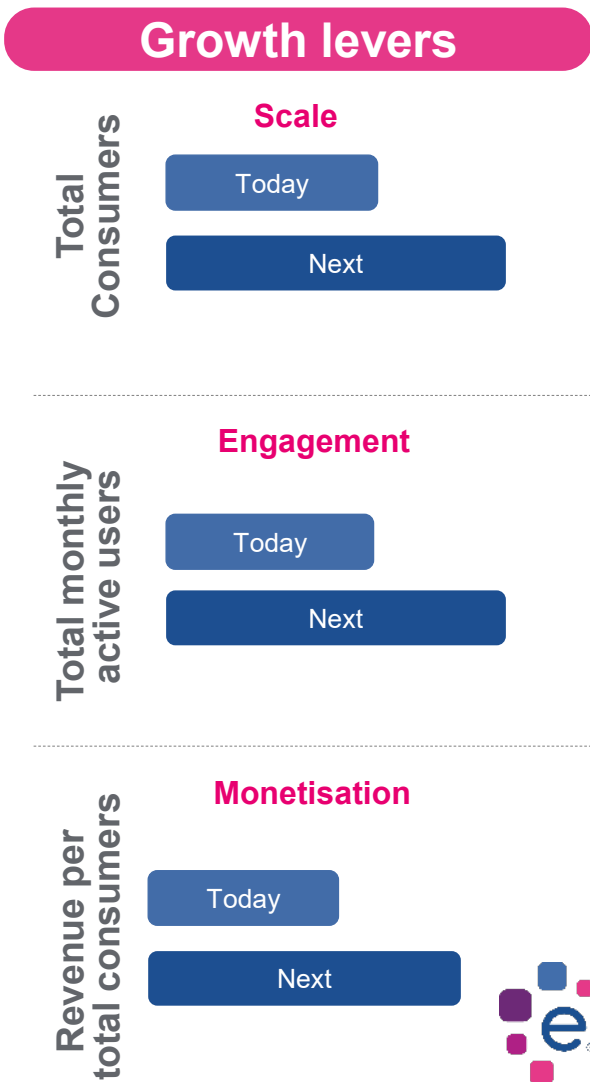 Growth levers
Scale
Total
Consumers
Today
Next
Engagement
Total monthly
active users
Today
Next
Monetisation
Revenue per
total consumers
Today
Next
e